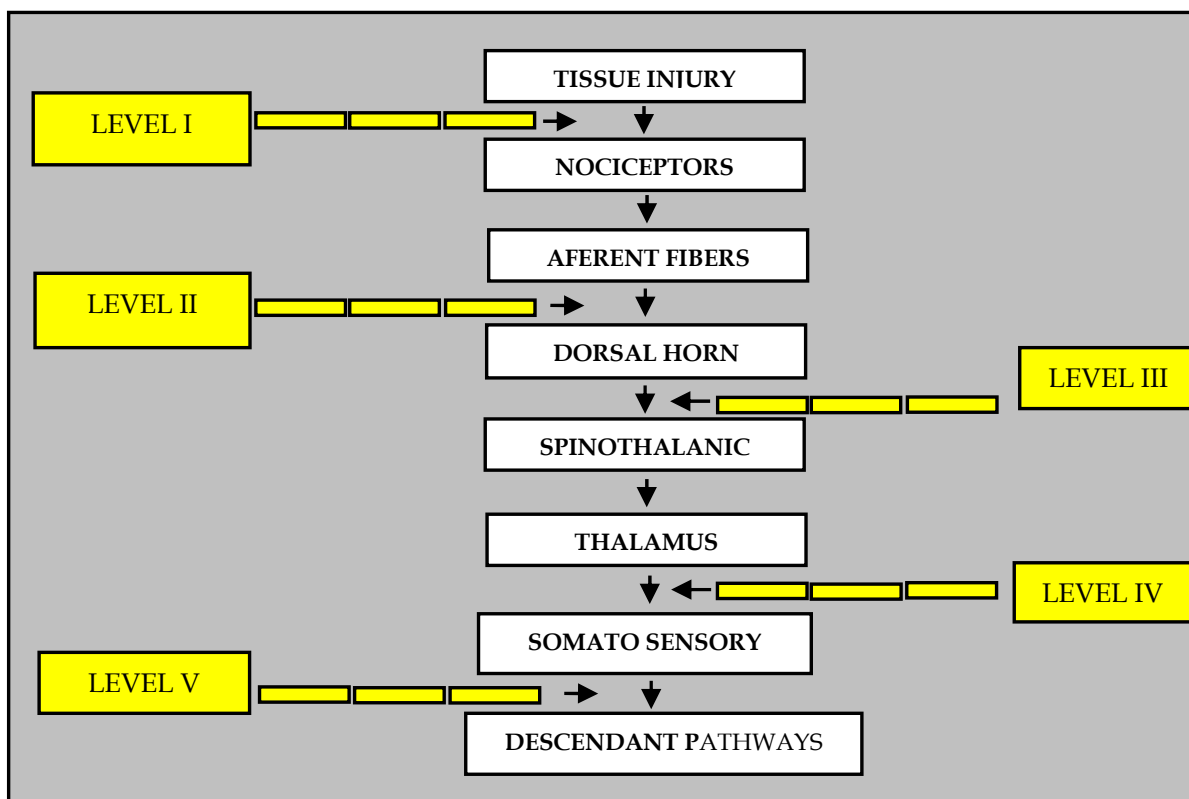 TISSUE INJURY
LEVEL I
NOCICEPTORS
AFERENT FIBERS
LEVEL II
DORSAL HORN
LEVEL III
SPINOTHALANIC
THALAMUS
LEVEL IV
SOMATO SENSORY
LEVEL V
DESCENDANT PATHWAYS